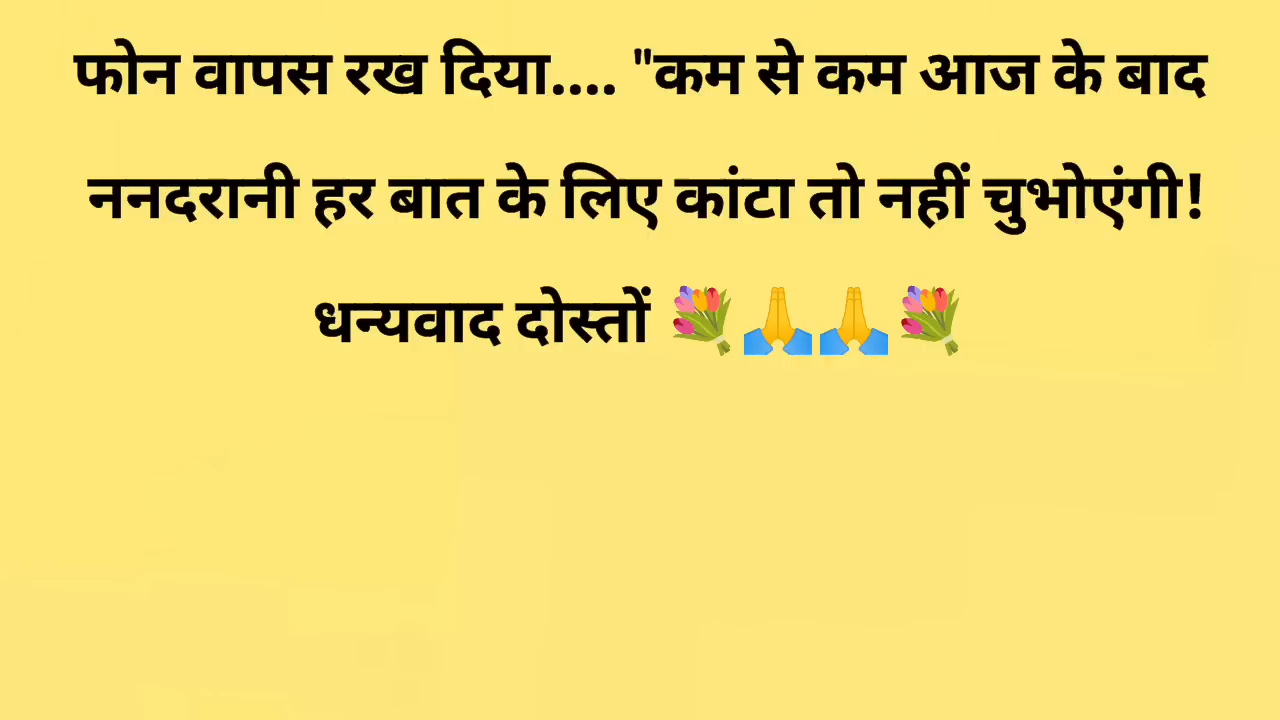 फोन वापस रख दिया.... "कम से कम आज के बाद
ननदरानी हर बात के लिए कांटा तो नहीं चुभोएंगी!
धन्यवाद दोस्तों 💐🙏🙏💐